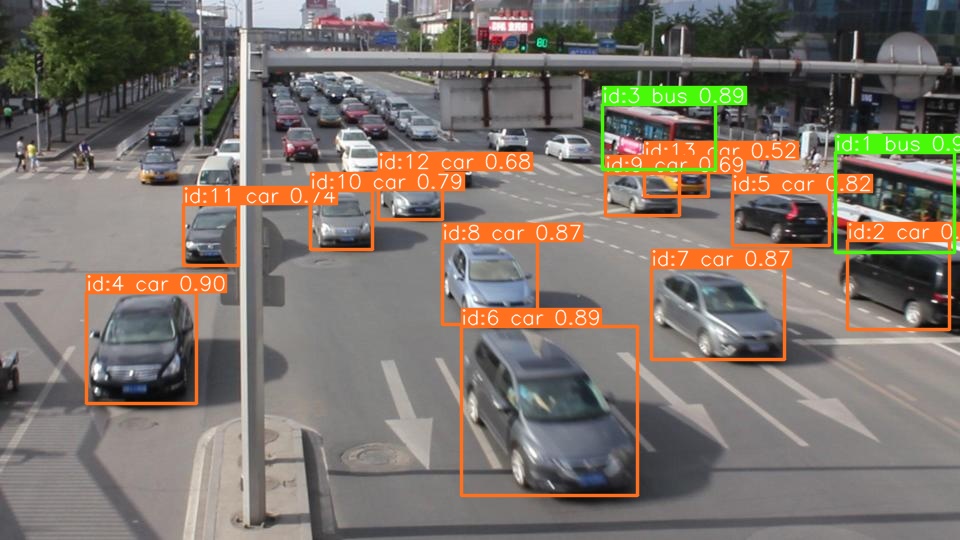 id:3 bus 0.89
id:1 bus 0.9
id:13 car 0.52
id:12 car 0.68
id:9 car 0.69
id:10 car 0.79
id:5 car 0.82
id:11 car 0.74
id:8 car 0.87
id:2 car 0.
id:7 car 0.87
id:4 car 0.90
id:6 car 0.89